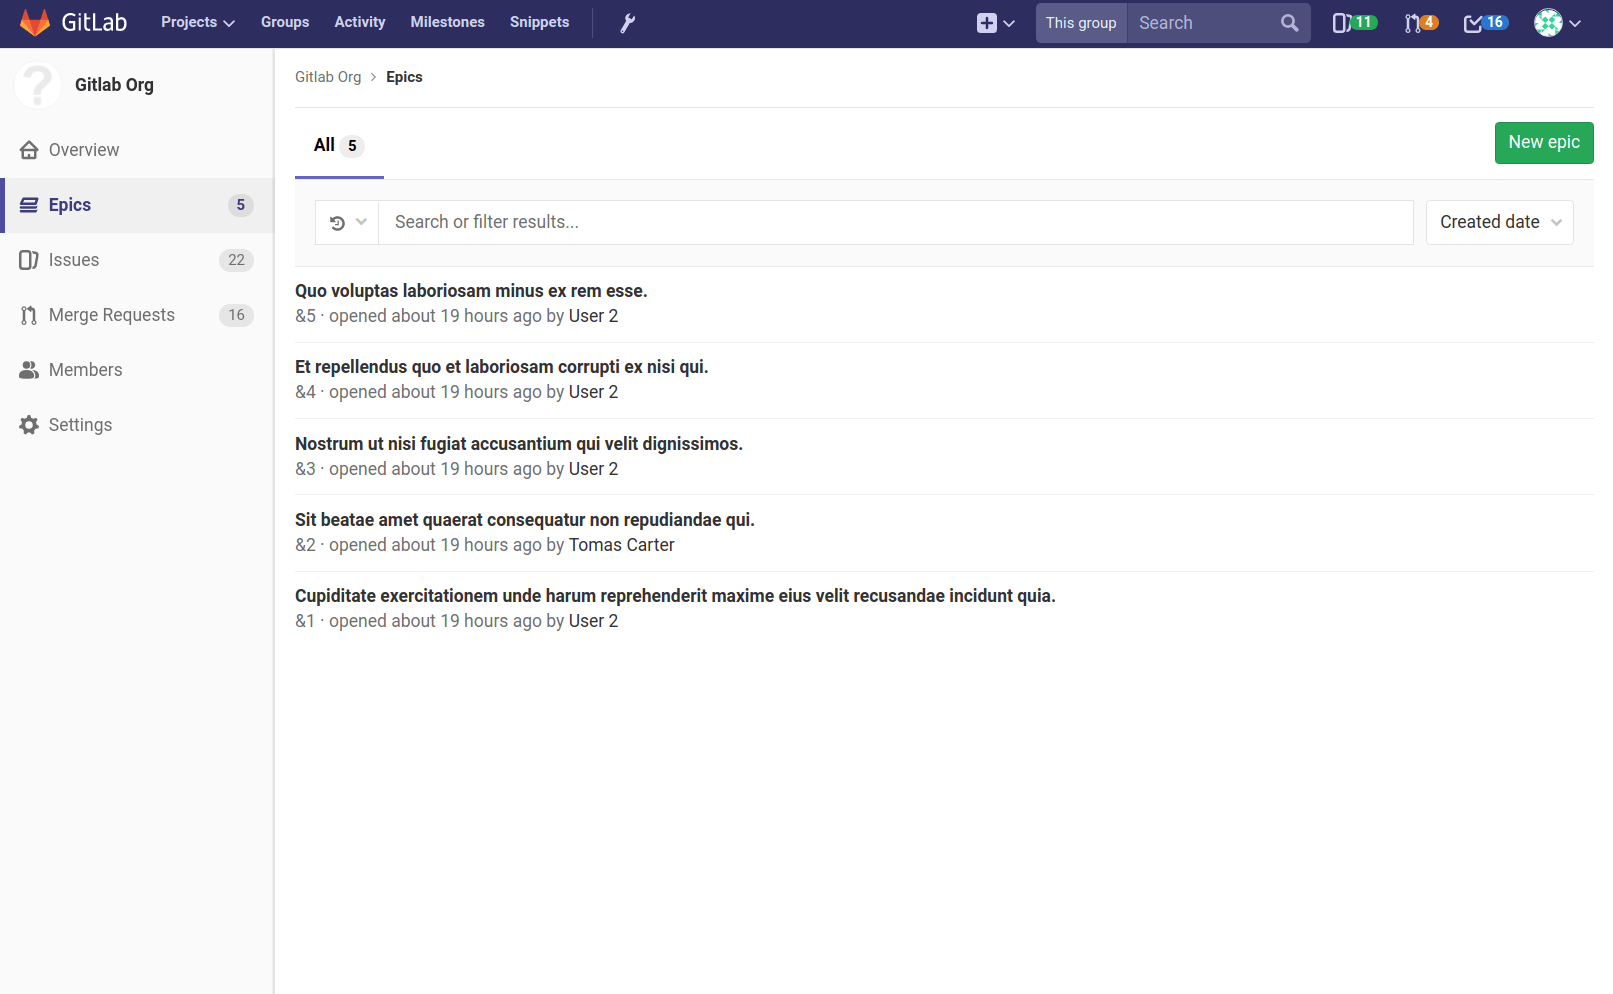 GitLab Projects Groups Activity Milestones Snippets This group Search 11 4 16
Gitlab Org
Overview
Epics 5
Issues 22
Merge Requests 16
Members
Settings
Gitlab Org > Epics
All 5
New epic
Search or filter results...
Created date
Quo voluptas laboriosam minus ex rem esse.
&5 · opened about 19 hours ago by User 2
Et repellendus quo et laboriosam corrupti ex nisi qui.
&4 · opened about 19 hours ago by User 2
Nostrum ut nisi fugiat accusantium qui velit dignissimos.
&3 · opened about 19 hours ago by User 2
Sit beatae amet quaerat consequatur non repudiandae qui.
&2 · opened about 19 hours ago by Tomas Carter
Cupiditate exercitationem unde harum reprehenderit maxime eius velit recusandae incidunt quia.
&1 · opened about 19 hours ago by User 2